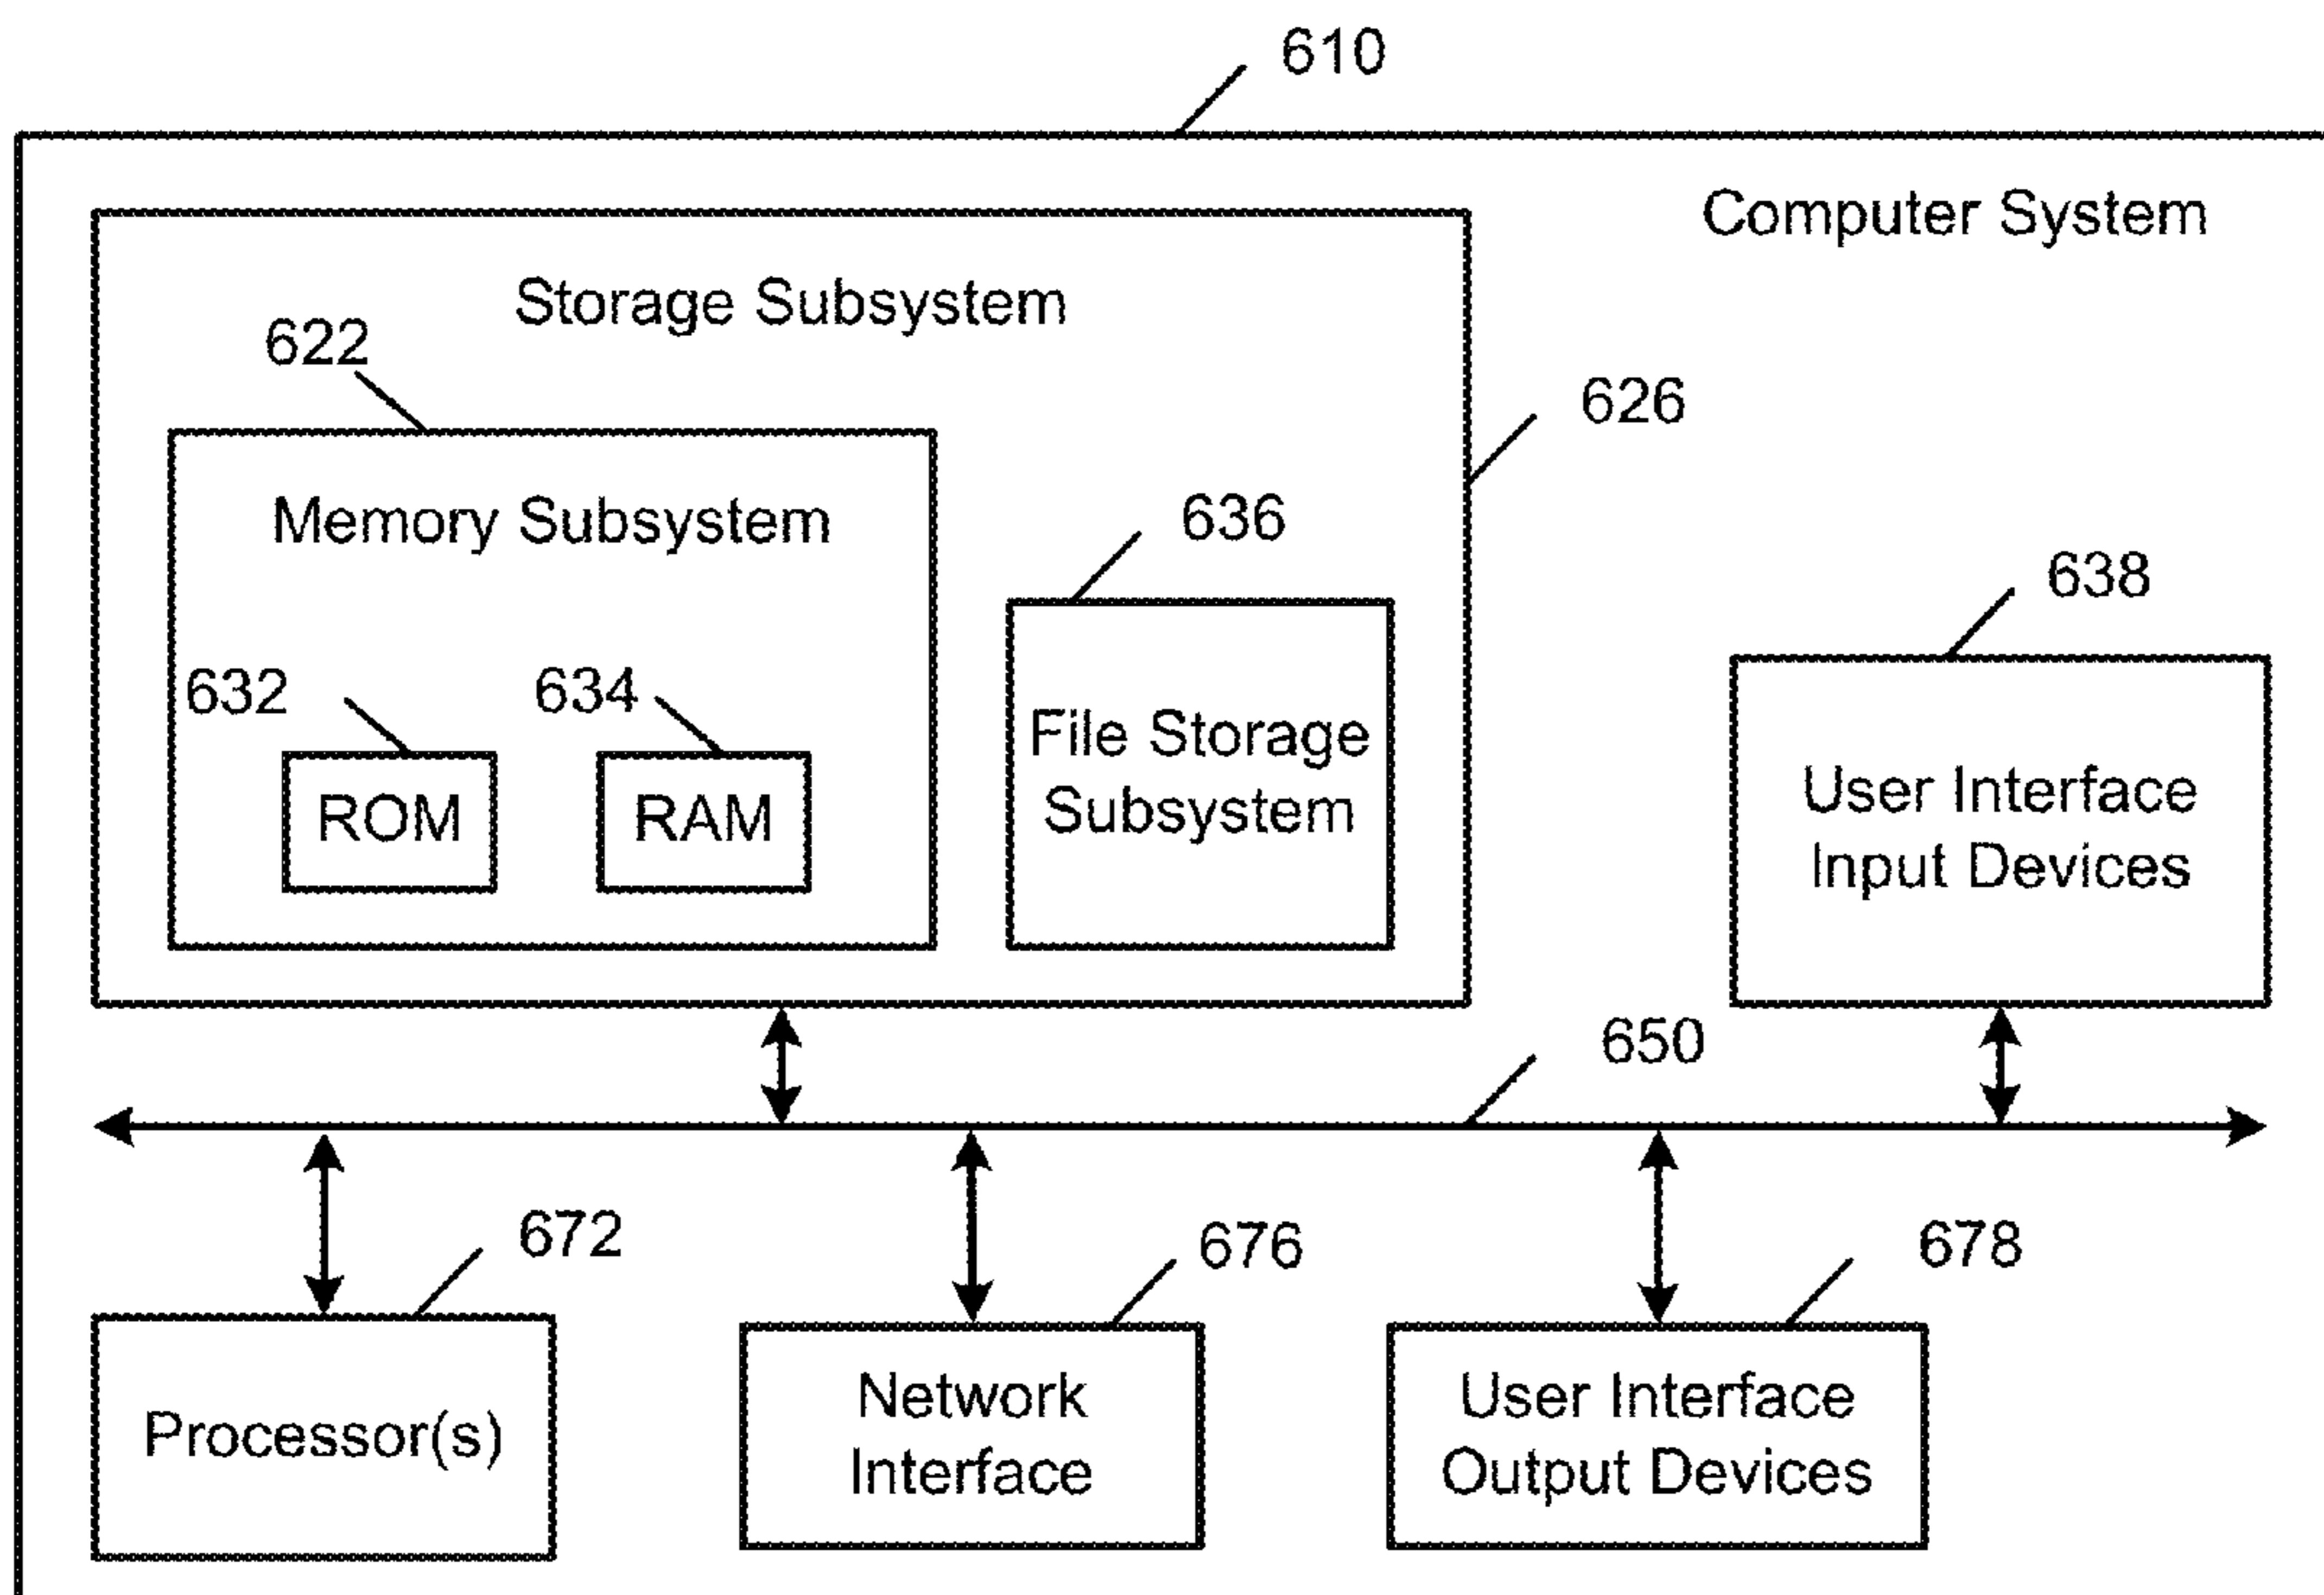 610
Computer System
Storage Subsystem
622
626
Memory Subsystem
636
638
632
634
File Storage
Subsystem
ROM
RAM
User Interface
Input Devices
650
672
676
678
Processor(s)
Network
Interface
User Interface
Output Devices